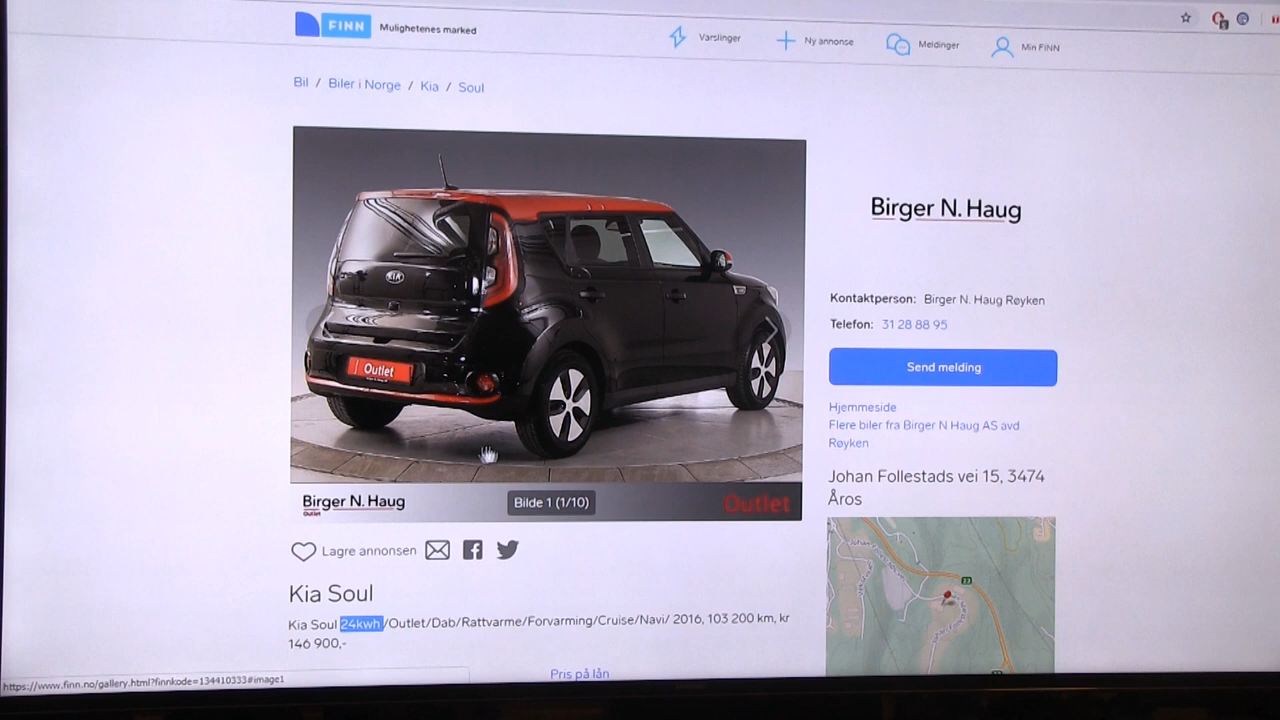 FINN
Mulighetenes marked
Varslinger
Ny annonse
Meldinger
Min FINN
Bil / Biler i Norge / Kia / Soul
KIA
Outlet
Birger N. Haug
Outlet
Bilde 1 (1/10)
Outlet
Birger N. Haug
Kontaktperson: Birger N. Haug Røyken
Telefon: 31 28 88 95
Send melding
Hjemmeside
Flere biler fra Birger N Haug AS avd
Røyken
Johan Follestads vei 15, 3474
Åros
23
Lagre annonsen
Kia Soul
Kia Soul 24kwh /Outlet/Dab/Rattvarme/Forvarming/Cruise/Navi/ 2016, 103 200 km, kr
146 900,-
Pris på lån
https://www.finn.no/gallery.html?finnkode=134410333#image1